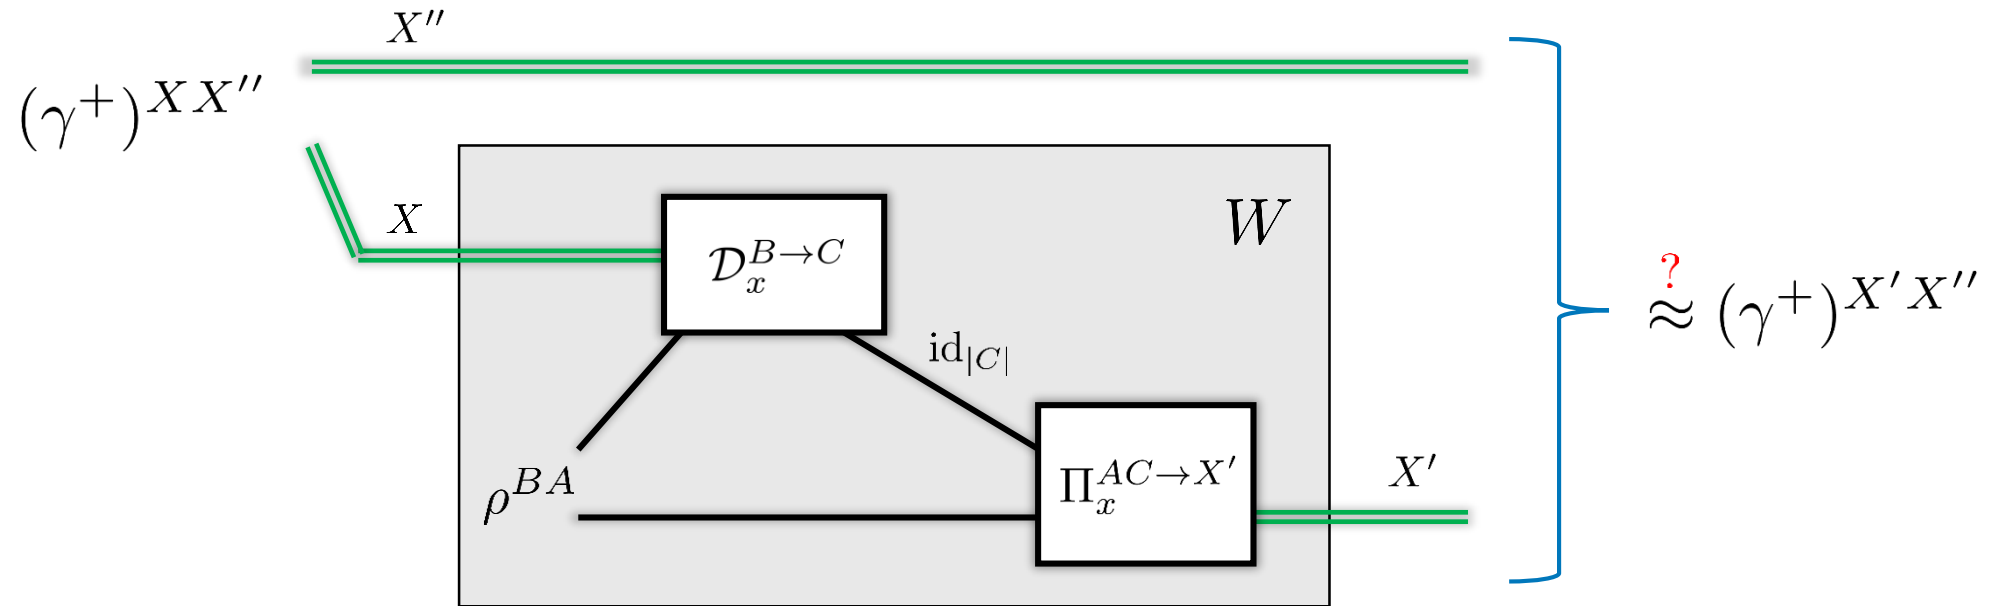 X''
(γ⁺)^{XX''}
X
W
𝒟_x^{B→C}
?
≈ (γ⁺)^{X'X''}
id_{|C|}
ρ^{BA}
Π_x^{AC→X'}
X'